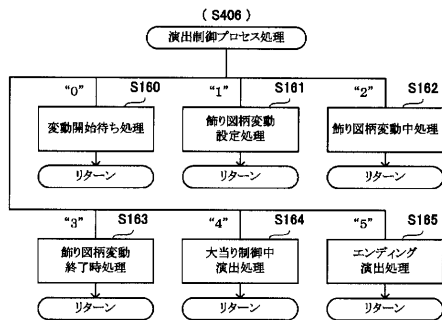 (S406)
演出制御プロセス処理
“0” S160 “1” S161 “2” S162
変動開始待ち処理
飾り図柄変動
設定処理
飾り図柄変動中処理
リターン リターン リターン
“3” S163 “4” S164 “5” S165
飾り図柄変動
終了時処理
大当り制御中
演出処理
エンディング
演出処理
リターン リターン リターン